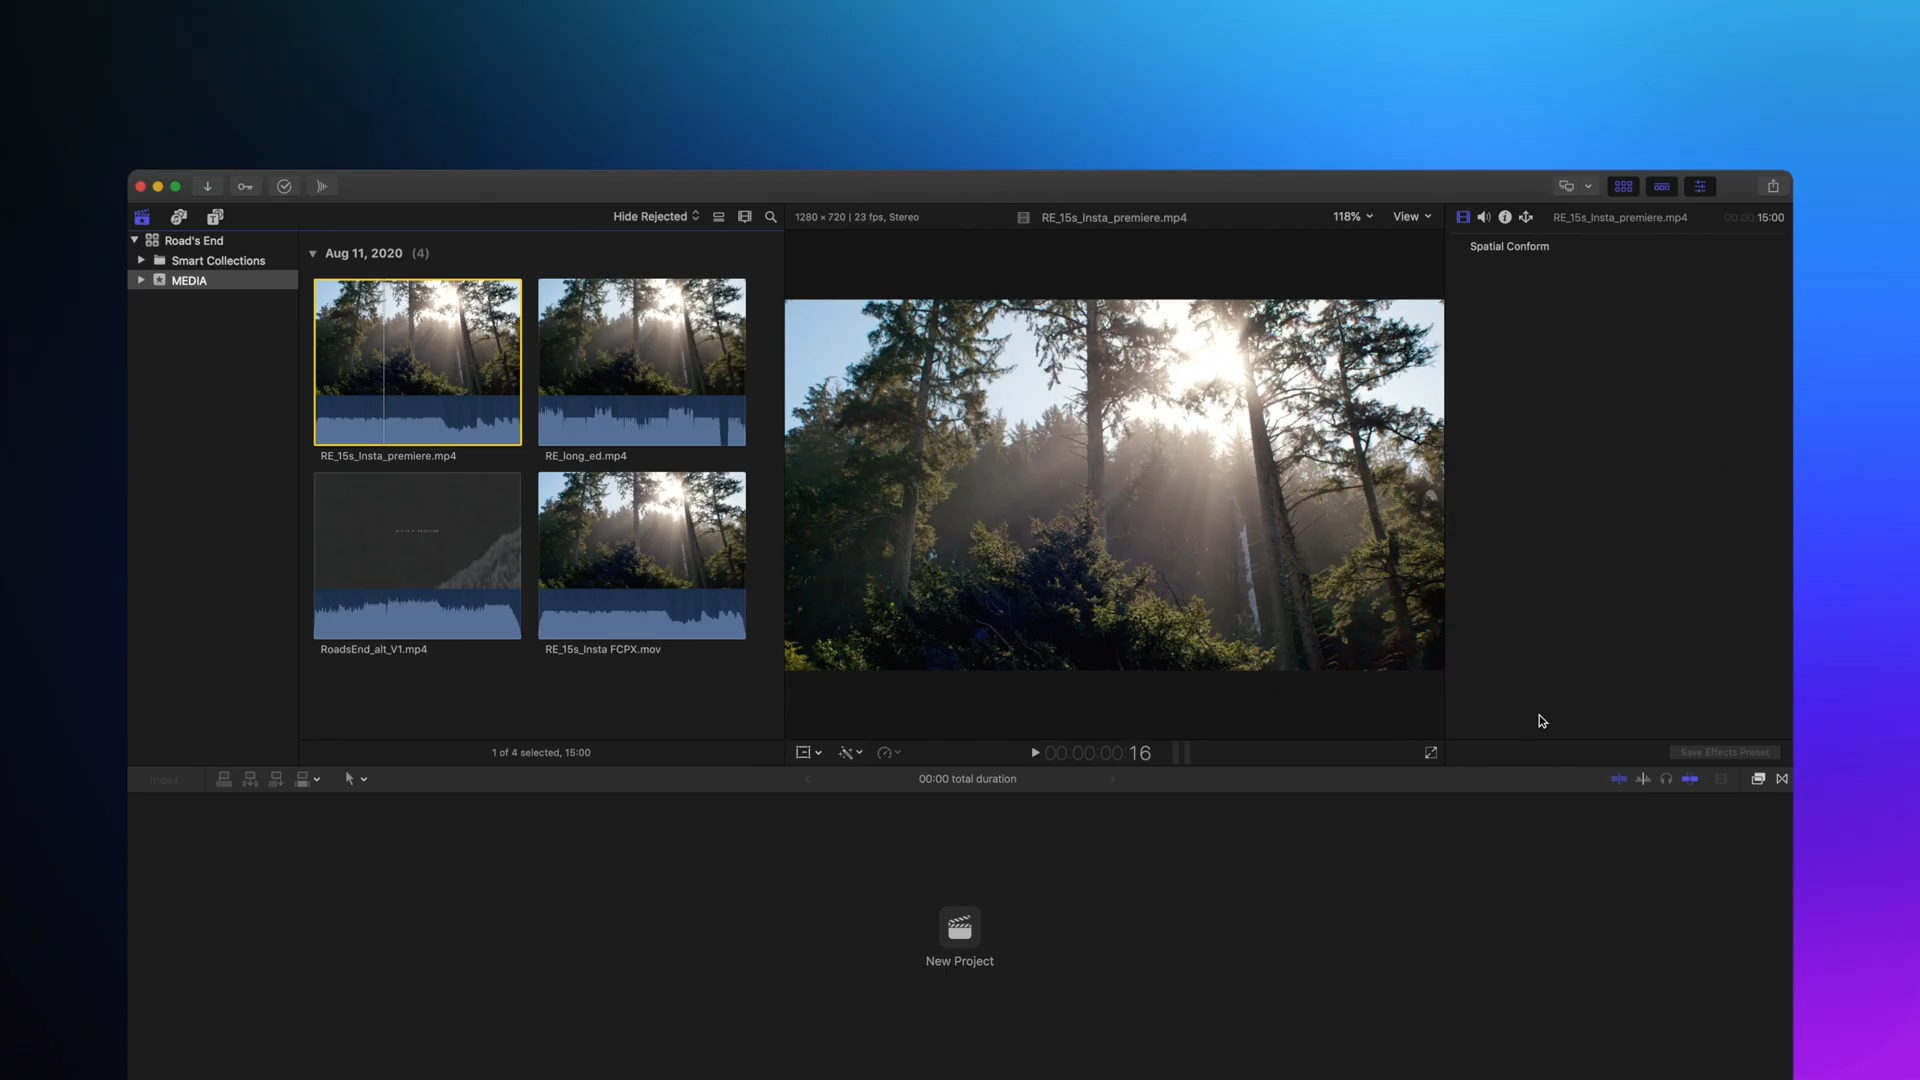 Hide Rejected
1280 × 720 | 23 fps, Stereo
RE_15s_Insta_premiere.mp4
118%
View
RE_15s_Insta_premiere.mp4
00:00:15:00
Road's End
Smart Collections
MEDIA
Aug 11, 2020 (4)
Spatial Conform
RE_15s_Insta_premiere.mp4
RE_long_ed.mp4
RoadsEnd_alt_V1.mp4
RE_15s_Insta FCPX.mov
1 of 4 selected, 15:00
00:00:00:16
Save Effects Preset
Index
00:00 total duration
New Project